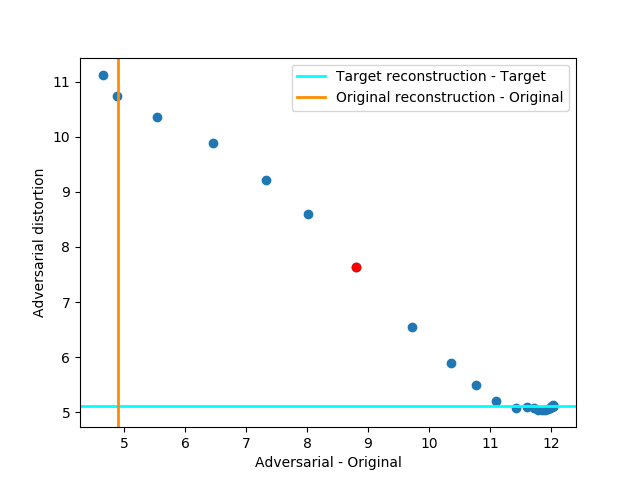 Target reconstruction - Target
Original reconstruction - Original
Adversarial distortion
11
10
9
8
7
6
5
5 6 7 8 9 10 11 12
Adversarial - Original